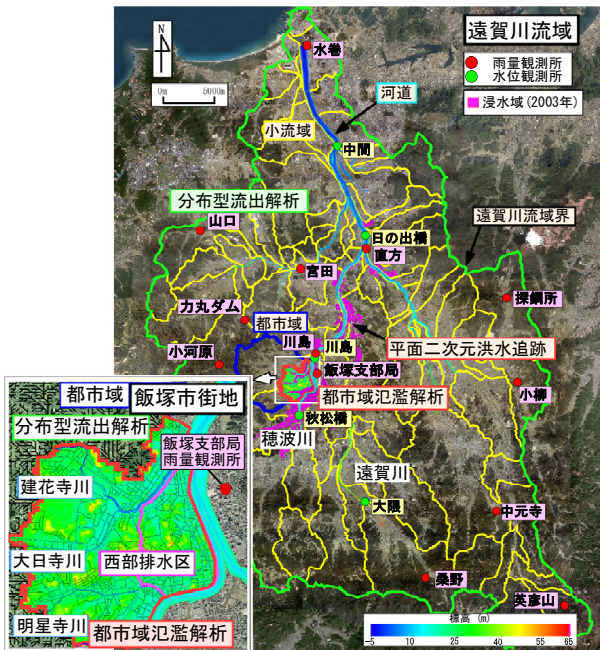 遠賀川流域
N
0m 5000m
雨量観測所
水位観測所
浸水域(2003年)
水巻
河道
小流域
中間
分布型流出解析
山口
遠賀川流域界
日の出橋
直方
宮田
採銅所
力丸ダム
都市域
川島
川島
平面二次元洪水追跡
小河原
飯塚支部局
小柳
都市域氾濫解析
秋松橋
穂波川
遠賀川
大隈
中元寺
桑野
英彦山
都市域
飯塚市街地
分布型流出解析
飯塚支部局
雨量観測所
建花寺川
大日寺川
西部排水区
明星寺川
都市域氾濫解析
標高 (m)
-5 10 25 40 55 65